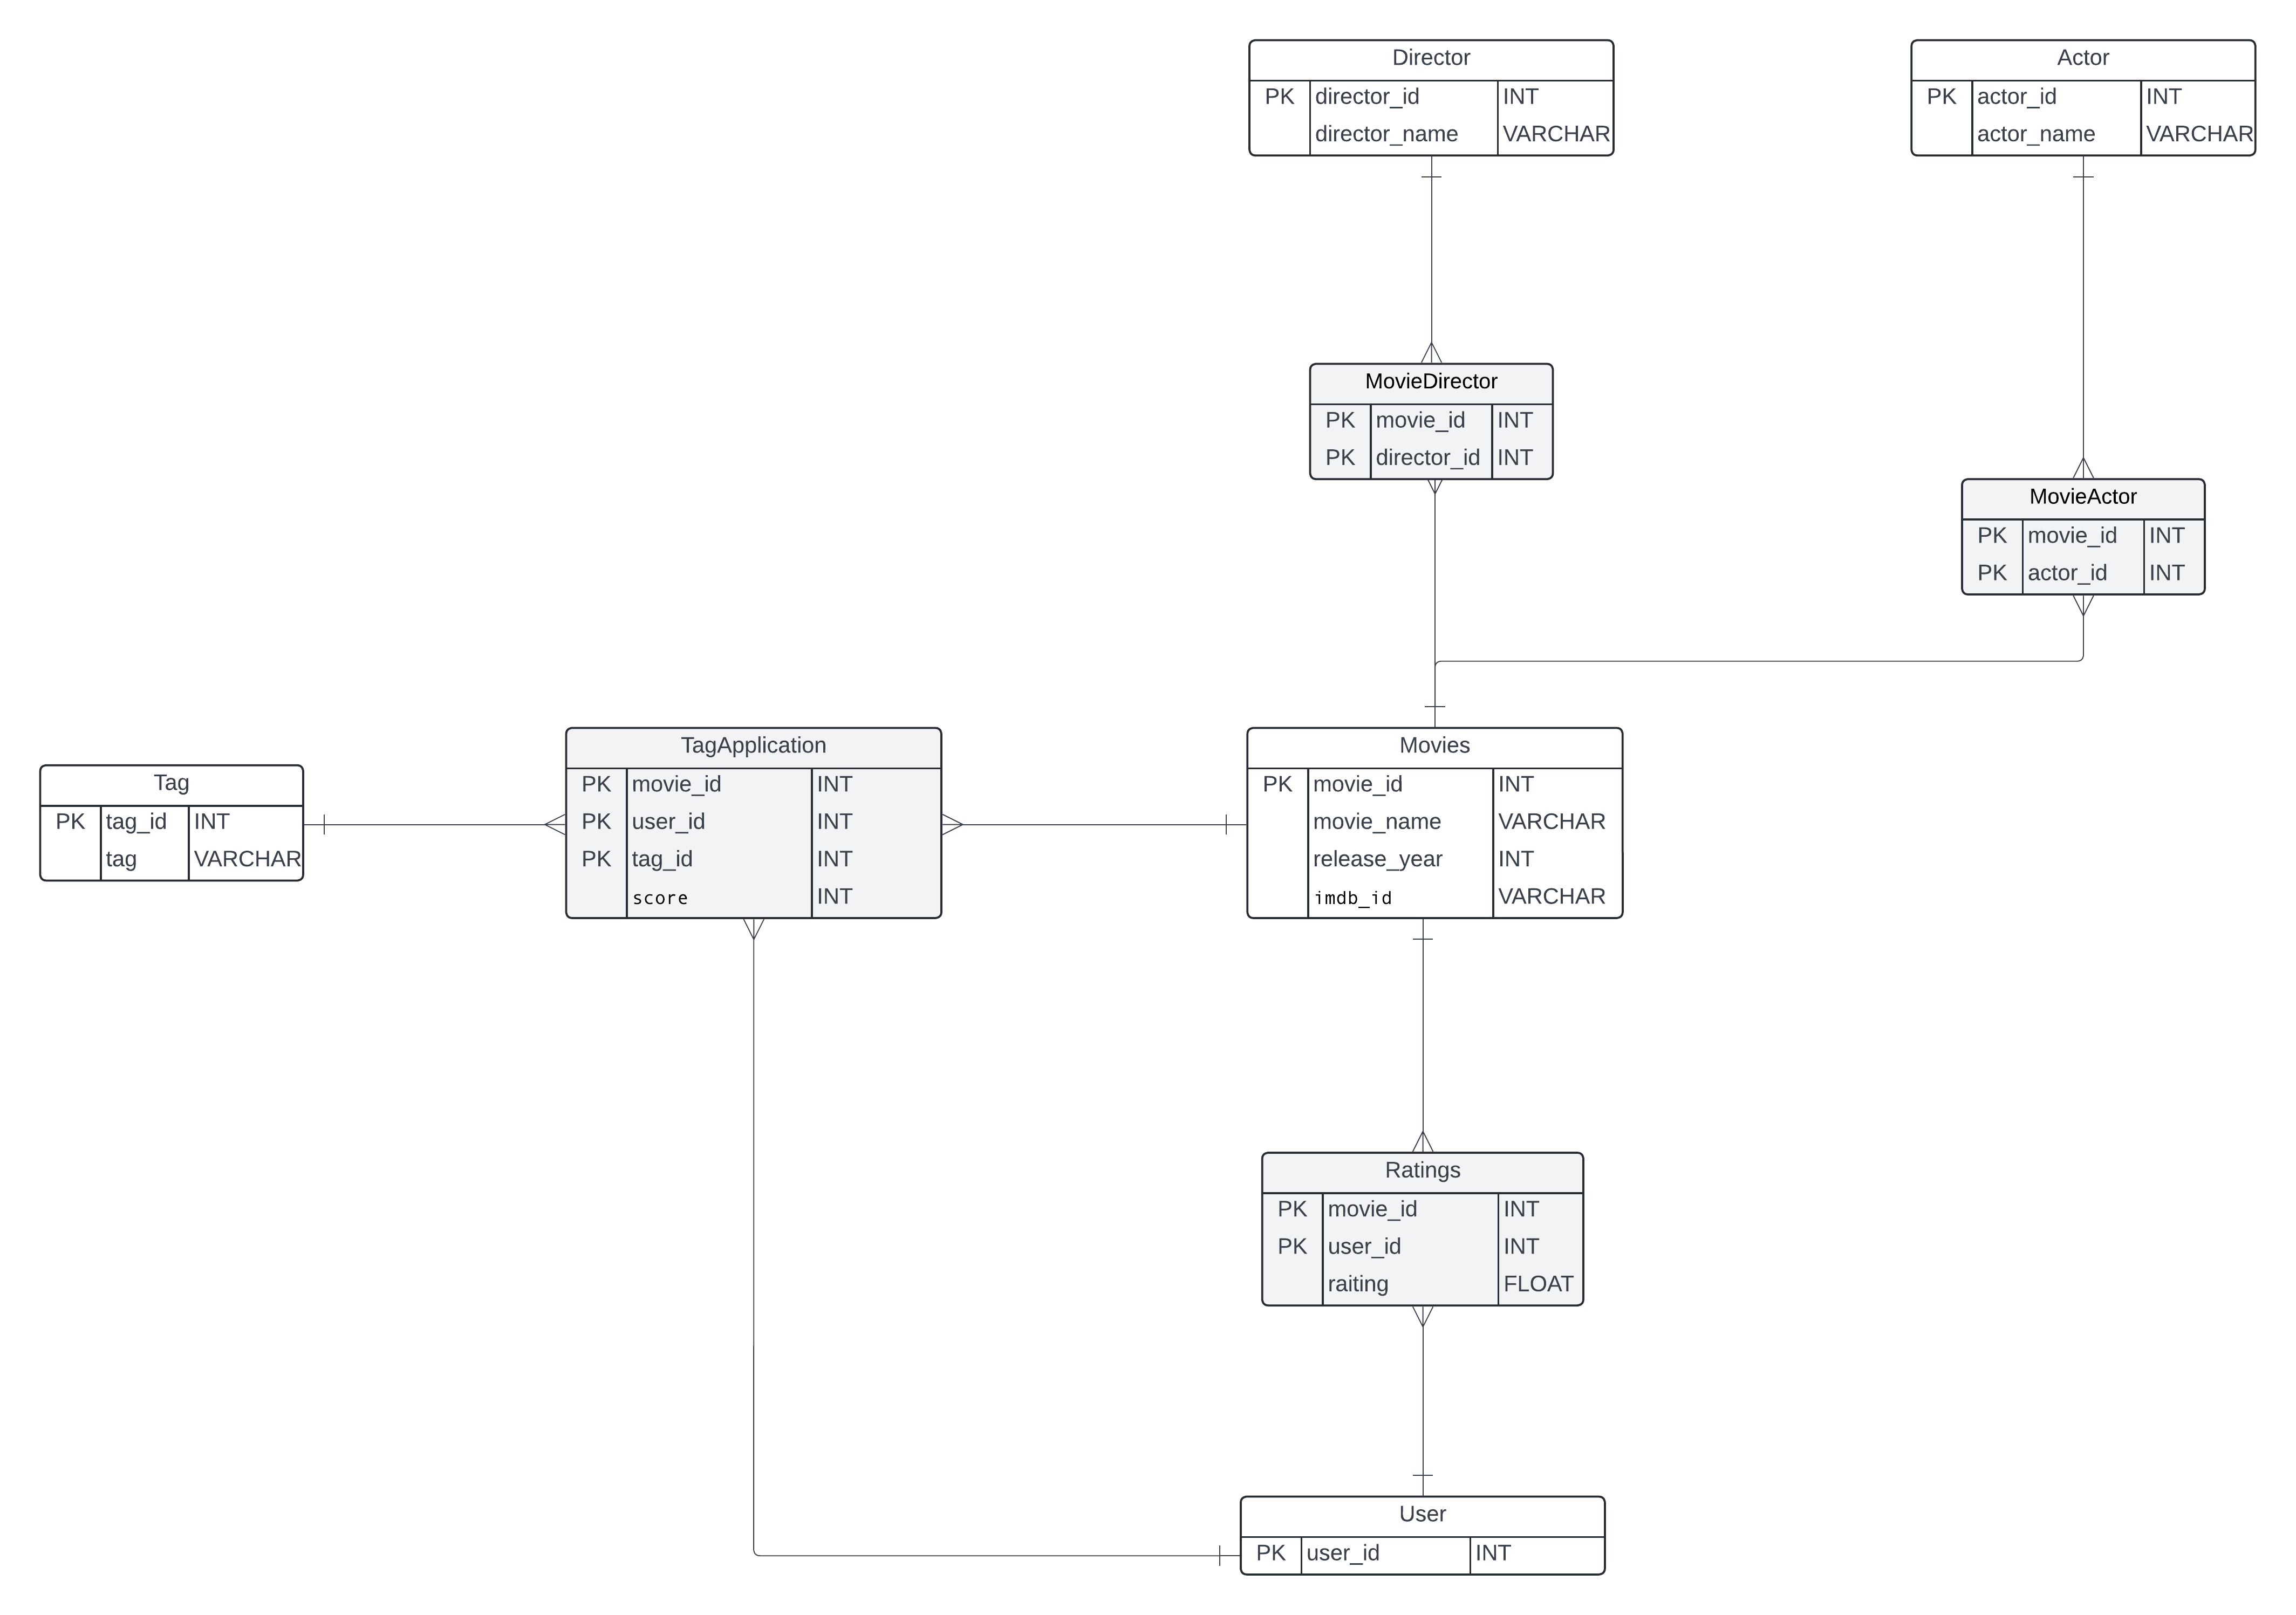 Director
PK director_id INT
director_name VARCHAR
Actor
PK actor_id INT
actor_name VARCHAR
MovieDirector
PK movie_id INT
PK director_id INT
MovieActor
PK movie_id INT
PK actor_id INT
Tag
PK tag_id INT
tag VARCHAR
TagApplication
PK movie_id INT
PK user_id INT
PK tag_id INT
score INT
Movies
PK movie_id INT
movie_name VARCHAR
release_year INT
imdb_id VARCHAR
Ratings
PK movie_id INT
PK user_id INT
raiting FLOAT
User
PK user_id INT